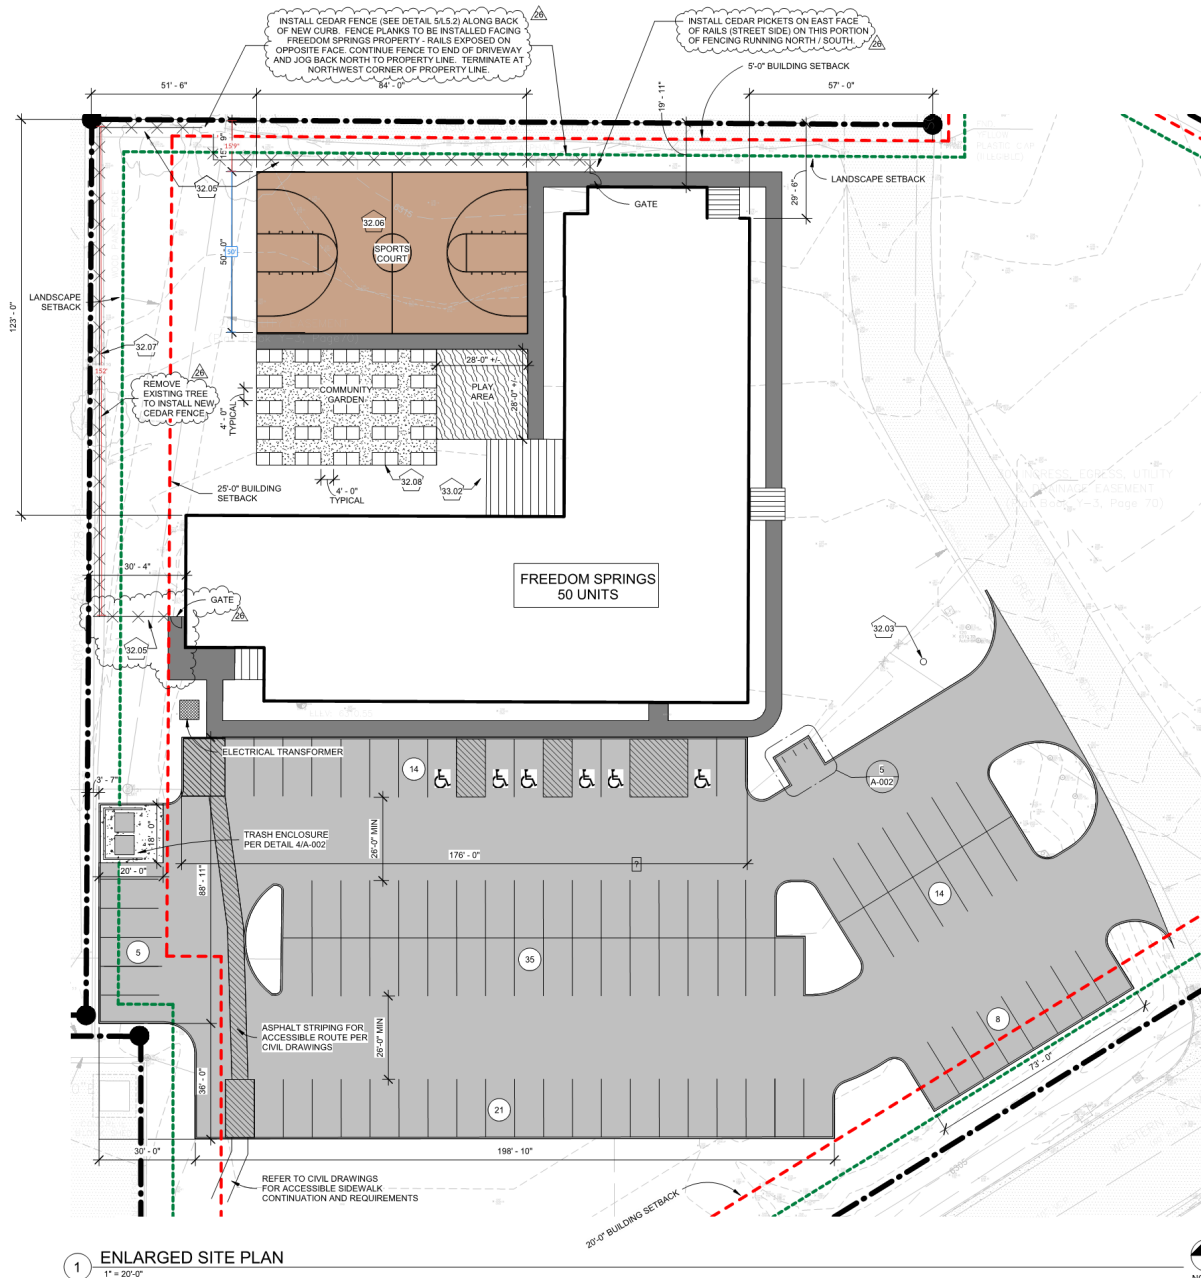 INSTALL CEDAR FENCE (SEE DETAIL 5/L5.2) ALONG BACK
OF NEW CURB. FENCE PLANKS TO BE INSTALLED FACING
FREEDOM SPRINGS PROPERTY - RAILS EXPOSED ON
OPPOSITE FACE. CONTINUE FENCE TO END OF DRIVEWAY
AND JOG BACK NORTH TO PROPERTY LINE. TERMINATE AT
NORTHWEST CORNER OF PROPERTY LINE.
26
INSTALL CEDAR PICKETS ON EAST FACE
OF RAILS (STREET SIDE) ON THIS PORTION
OF FENCING RUNNING NORTH / SOUTH.
26
5'-0" BUILDING SETBACK
51' - 6"
84' - 0"
19' - 11"
57' - 0"
15' - 9"
15'9"
32.05
GATE
LANDSCAPE SETBACK
29' - 6"
32.06
SPORTS
COURT
50' - 0"
50'
123' - 0"
LANDSCAPE
SETBACK
32.07
152'
REMOVE
EXISTING TREE
TO INSTALL NEW
CEDAR FENCE
26
28'-0" +/-
PLAY
AREA
28'-0" +/-
COMMUNITY
GARDEN
4' - 0"
TYPICAL
4' - 0"
TYPICAL
32.08
33.02
25'-0" BUILDING
SETBACK
30' - 4"
GATE
26
32.05
FREEDOM SPRINGS
50 UNITS
32.03
ELECTRICAL TRANSFORMER
14
5
A-002
3' - 7"
TRASH ENCLOSURE
PER DETAIL 4/A-002
18' - 0"
20' - 0"
88' - 11"
26'-0" MIN
176' - 0"
?
14
5
35
8
ASPHALT STRIPING FOR
ACCESSIBLE ROUTE PER
CIVIL DRAWINGS
26'-0" MIN
36' - 0"
73' - 0"
21
30' - 0"
198' - 10"
REFER TO CIVIL DRAWINGS
FOR ACCESSIBLE SIDEWALK
CONTINUATION AND REQUIREMENTS
20'-0" BUILDING SETBACK
1
ENLARGED SITE PLAN
1" = 20'-0"